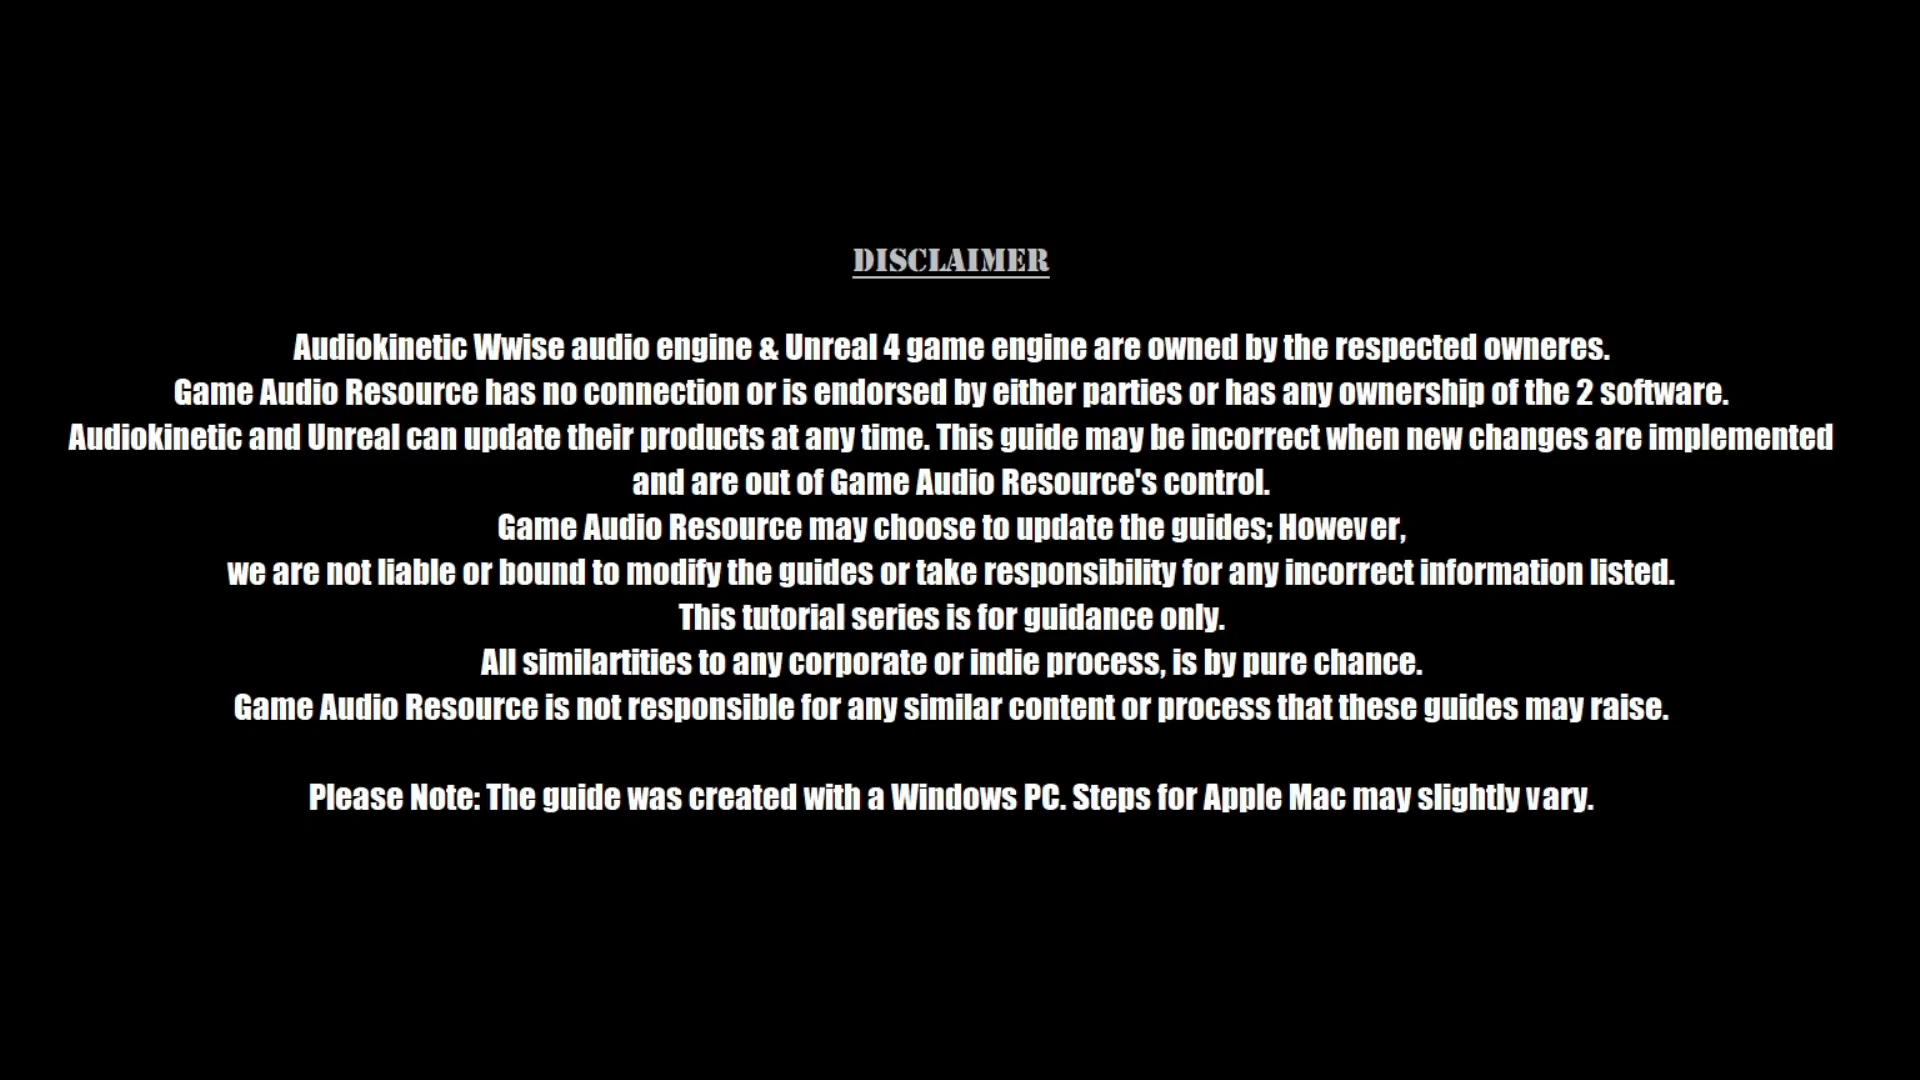 DISCLAIMER
Audiokinetic Wwise audio engine & Unreal 4 game engine are owned by the respected owneres.
Game Audio Resource has no connection or is endorsed by either parties or has any ownership of the 2 software.
Audiokinetic and Unreal can update their products at any time. This guide may be incorrect when new changes are implemented
and are out of Game Audio Resource's control.
Game Audio Resource may choose to update the guides; However,
we are not liable or bound to modify the guides or take responsibility for any incorrect information listed.
This tutorial series is for guidance only.
All similartities to any corporate or indie process, is by pure chance.
Game Audio Resource is not responsible for any similar content or process that these guides may raise.
Please Note: The guide was created with a Windows PC. Steps for Apple Mac may slightly vary.